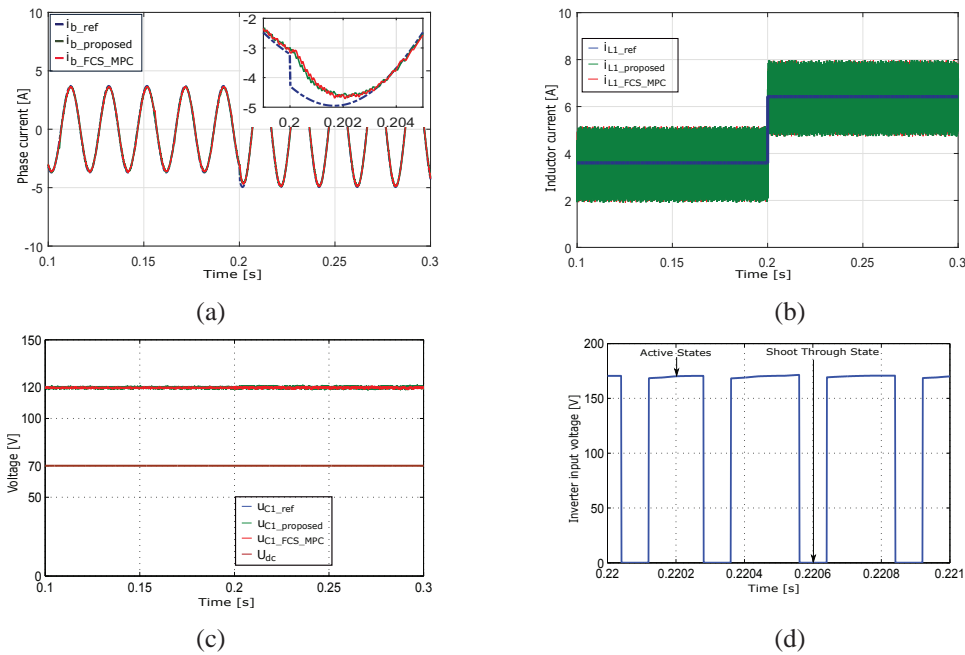 10
5
0
-5
-10
Phase current [A]
i_b_ref
i_b_proposed
i_b_FCS_MPC
-2
-3
-4
-5
0.2 0.202 0.204
0.1 0.15 0.2 0.25 0.3
Time [s]
(a)
10
8
6
4
2
0
Inductor current [A]
i_L1_ref
i_L1_proposed
i_L1_FCS_MPC
0.1 0.15 0.2 0.25 0.3
Time [s]
(b)
150
120
100
70
50
0
Voltage [V]
u_C1_ref
u_C1_proposed
u_C1_FCS_MPC
U_dc
0.1 0.15 0.2 0.25 0.3
Time [s]
(c)
200
150
100
50
0
Inverter input voltage [V]
Active States
Shoot Through State
0.22 0.2202 0.2204 0.2206 0.2208 0.221
Time [s]
(d)